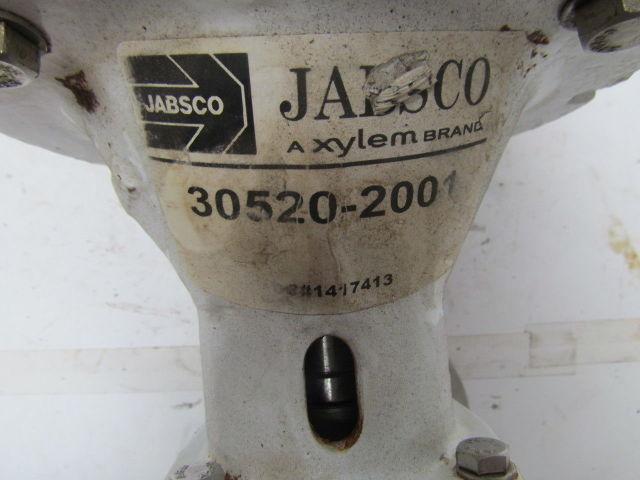 JABSCO
JABSCO
A xylem BRAND
30520-2001
#1417413